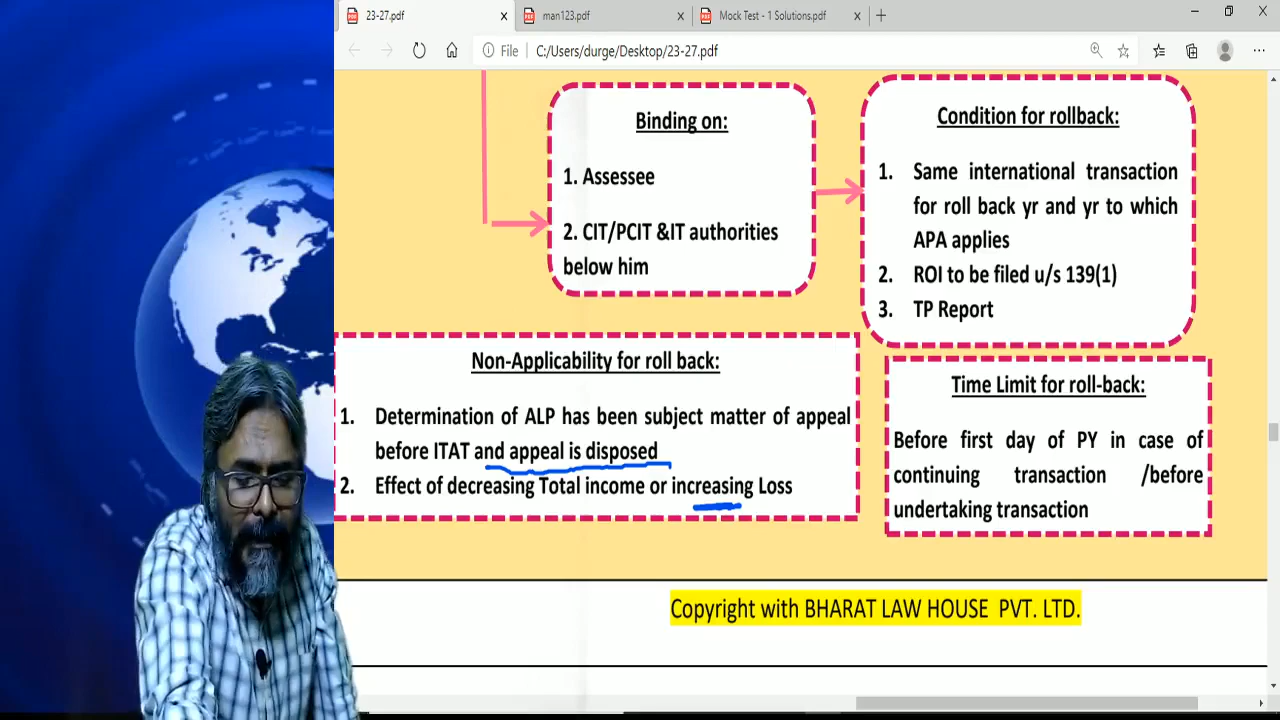 23-27.pdf
man123.pdf
Mock Test - 1 Solutions.pdf
File
C:/Users/durge/Desktop/23-27.pdf
Binding on:
1. Assessee
2. CIT/PCIT &IT authorities
below him
Condition for rollback:
1. Same international transaction
for roll back yr and yr to which
APA applies
2. ROI to be filed u/s 139(1)
3. TP Report
Non-Applicability for roll back:
1. Determination of ALP has been subject matter of appeal
before ITAT and appeal is disposed
2. Effect of decreasing Total income or increasing Loss
Time Limit for roll-back:
Before first day of PY in case of
continuing transaction /before
undertaking transaction
Copyright with BHARAT LAW HOUSE PVT. LTD.